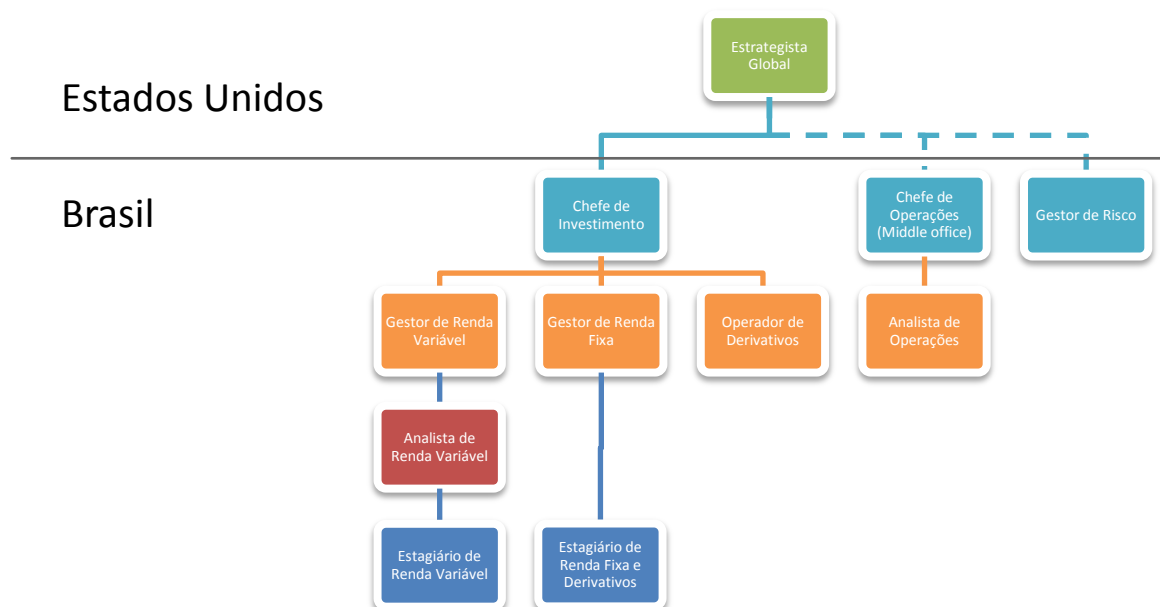 Estrategista
Global
Estados Unidos
Brasil
Chefe de
Investimento
Chefe de
Operações
(Middle office)
Gestor de Risco
Gestor de Renda
Variável
Gestor de Renda
Fixa
Operador de
Derivativos
Analista de
Operações
Analista de
Renda Variável
Estagiário de
Renda Variável
Estagiário de
Renda Fixa e
Derivativos